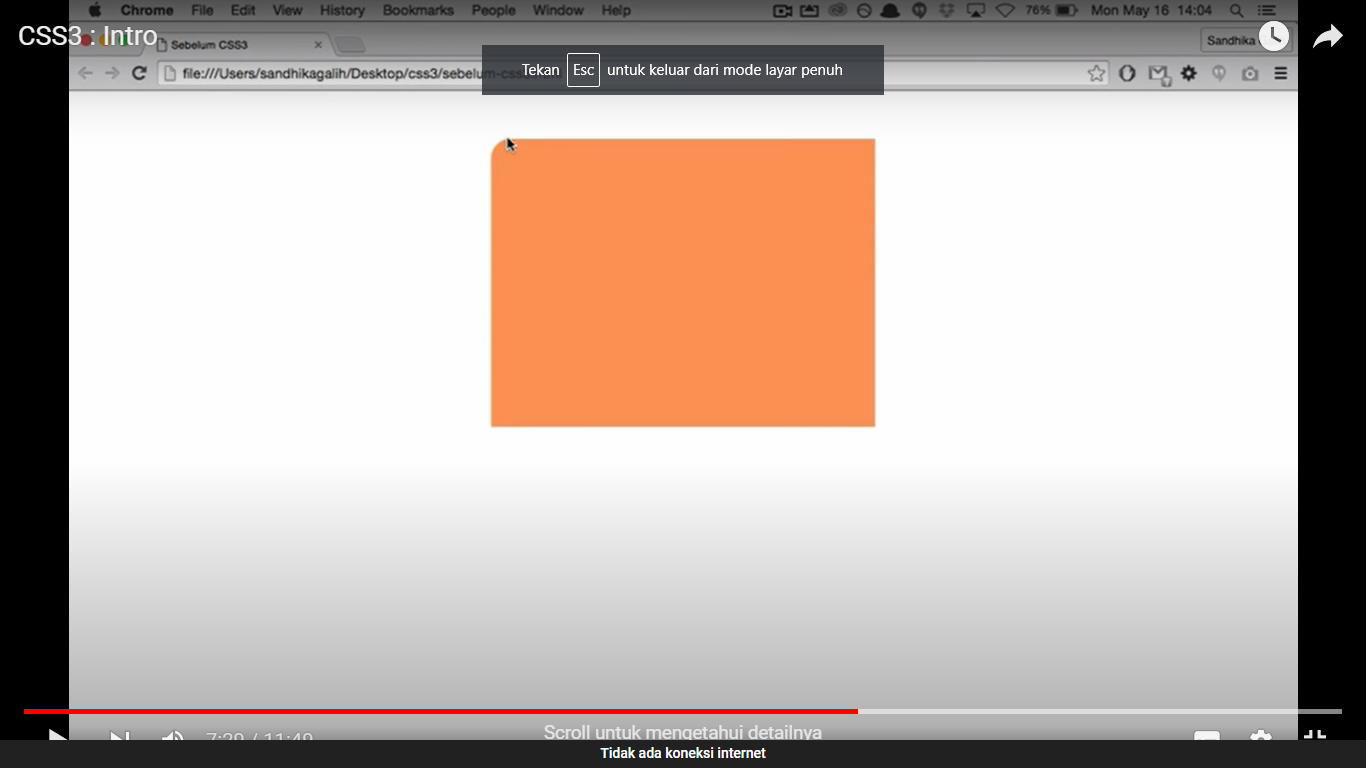 Chrome File Edit View History Bookmarks People Window Help 76% Mon May 16 14:04
CSS3 : Intro
Sebelum CSS3
Sandhika
file:///Users/sandhikagalih/Desktop/css3/sebelum-css
Tekan Esc untuk keluar dari mode layar penuh
Scroll untuk mengetahui detailnya
7:29 / 11:49
Tidak ada koneksi internet